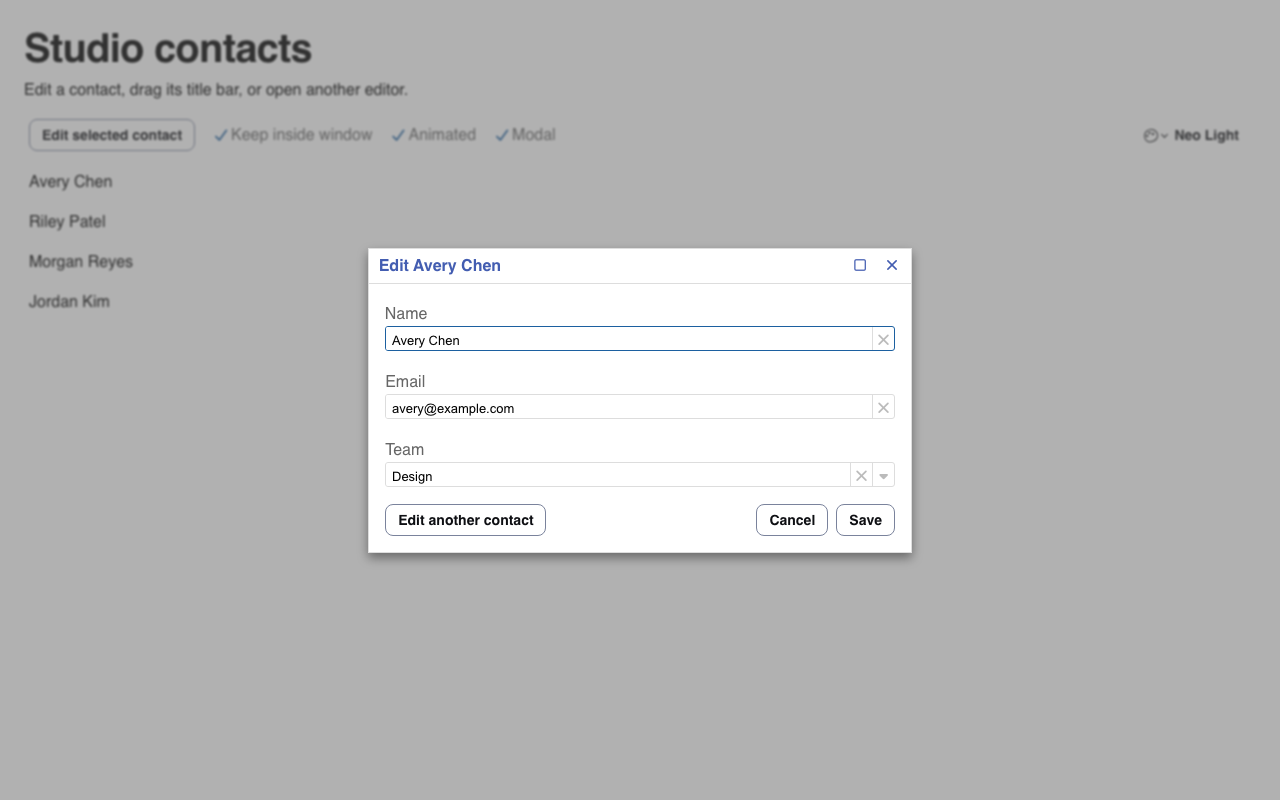 Studio contacts
Edit a contact, drag its title bar, or open another editor.
Edit selected contact Keep inside window Animated Modal Neo Light
Avery Chen
Riley Patel
Morgan Reyes
Jordan Kim
Edit Avery Chen
Name
Avery Chen
Email
avery@example.com
Team
Design
Edit another contact Cancel Save